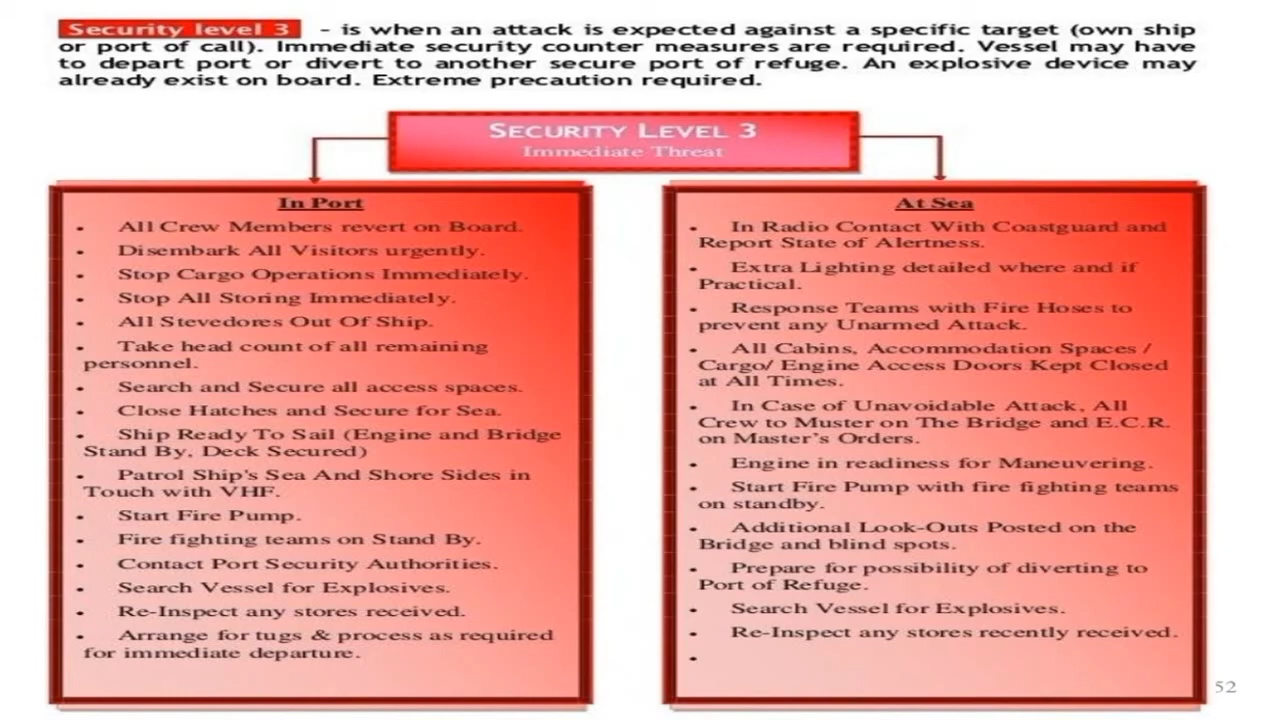 Security level 3 - is when an attack is expected against a specific target (own ship
or port of call). Immediate security counter measures are required. Vessel may have
to depart port or divert to another secure port of refuge. An explosive device may
already exist on board. Extreme precaution required.
SECURITY LEVEL 3
Immediate Threat
In Port
• All Crew Members revert on Board.
• Disembark All Visitors urgently.
• Stop Cargo Operations Immediately.
• Stop All Storing Immediately.
• All Stevedores Out Of Ship.
• Take head count of all remaining
personnel.
• Search and Secure all access spaces.
• Close Hatches and Secure for Sea.
• Ship Ready To Sail (Engine and Bridge
Stand By, Deck Secured)
• Patrol Ship's Sea And Shore Sides in
Touch with VHF.
• Start Fire Pump.
• Fire fighting teams on Stand By.
• Contact Port Security Authorities.
• Search Vessel for Explosives.
• Re-Inspect any stores received.
• Arrange for tugs & process as required
for immediate departure.
At Sea
• In Radio Contact With Coastguard and
Report State of Alertness.
• Extra Lighting detailed where and if
Practical.
• Response Teams with Fire Hoses to
prevent any Unarmed Attack.
• All Cabins, Accommodation Spaces /
Cargo/ Engine Access Doors Kept Closed
at All Times.
• In Case of Unavoidable Attack, All
Crew to Muster on The Bridge and E.C.R.
on Master's Orders.
• Engine in readiness for Maneuvering.
• Start Fire Pump with fire fighting teams
on standby.
• Additional Look-Outs Posted on the
Bridge and blind spots.
• Prepare for possibility of diverting to
Port of Refuge.
• Search Vessel for Explosives.
• Re-Inspect any stores recently received.
•
52